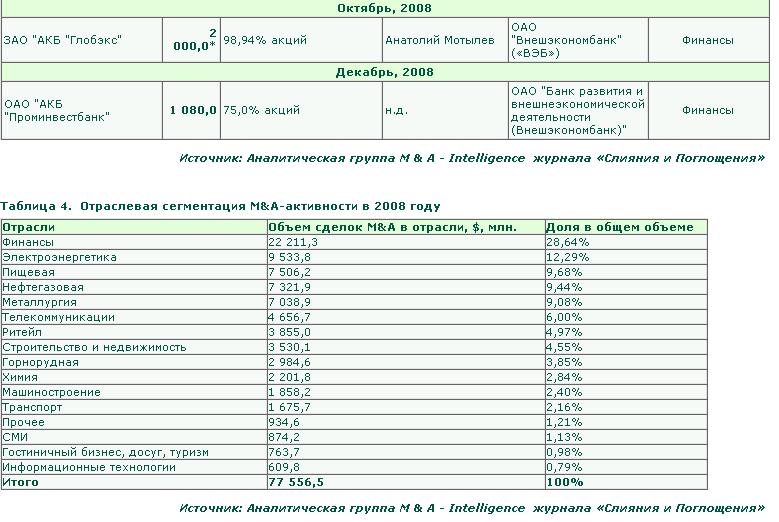 Октябрь, 2008
ЗАО "АКБ "Глобэкс" 2 000,0* 98,94% акций Анатолий Мотылев ОАО "Внешэкономбанк" («ВЭБ») Финансы
Декабрь, 2008
ОАО "АКБ "Проминвестбанк" 1 080,0 75,0% акций н.д. ОАО "Банк развития и внешнеэкономической деятельности (Внешэкономбанк)" Финансы
Источник: Аналитическая группа M & A - Intelligence журнала «Слияния и Поглощения»
Таблица 4. Отраслевая сегментация M&A-активности в 2008 году
Отрасли Объем сделок M&A в отрасли, $, млн. Доля в общем объеме
Финансы 22 211,3 28,64%
Электроэнергетика 9 533,8 12,29%
Пищевая 7 506,2 9,68%
Нефтегазовая 7 321,9 9,44%
Металлургия 7 038,9 9,08%
Телекоммуникации 4 656,7 6,00%
Ритейл 3 855,0 4,97%
Строительство и недвижимость 3 530,1 4,55%
Горнорудная 2 984,6 3,85%
Химия 2 201,8 2,84%
Машиностроение 1 858,2 2,40%
Транспорт 1 675,7 2,16%
Прочее 934,6 1,21%
СМИ 874,2 1,13%
Гостиничный бизнес, досуг, туризм 763,7 0,98%
Информационные технологии 609,8 0,79%
Итого 77 556,5 100%
Источник: Аналитическая группа M & A - Intelligence журнала «Слияния и Поглощения»